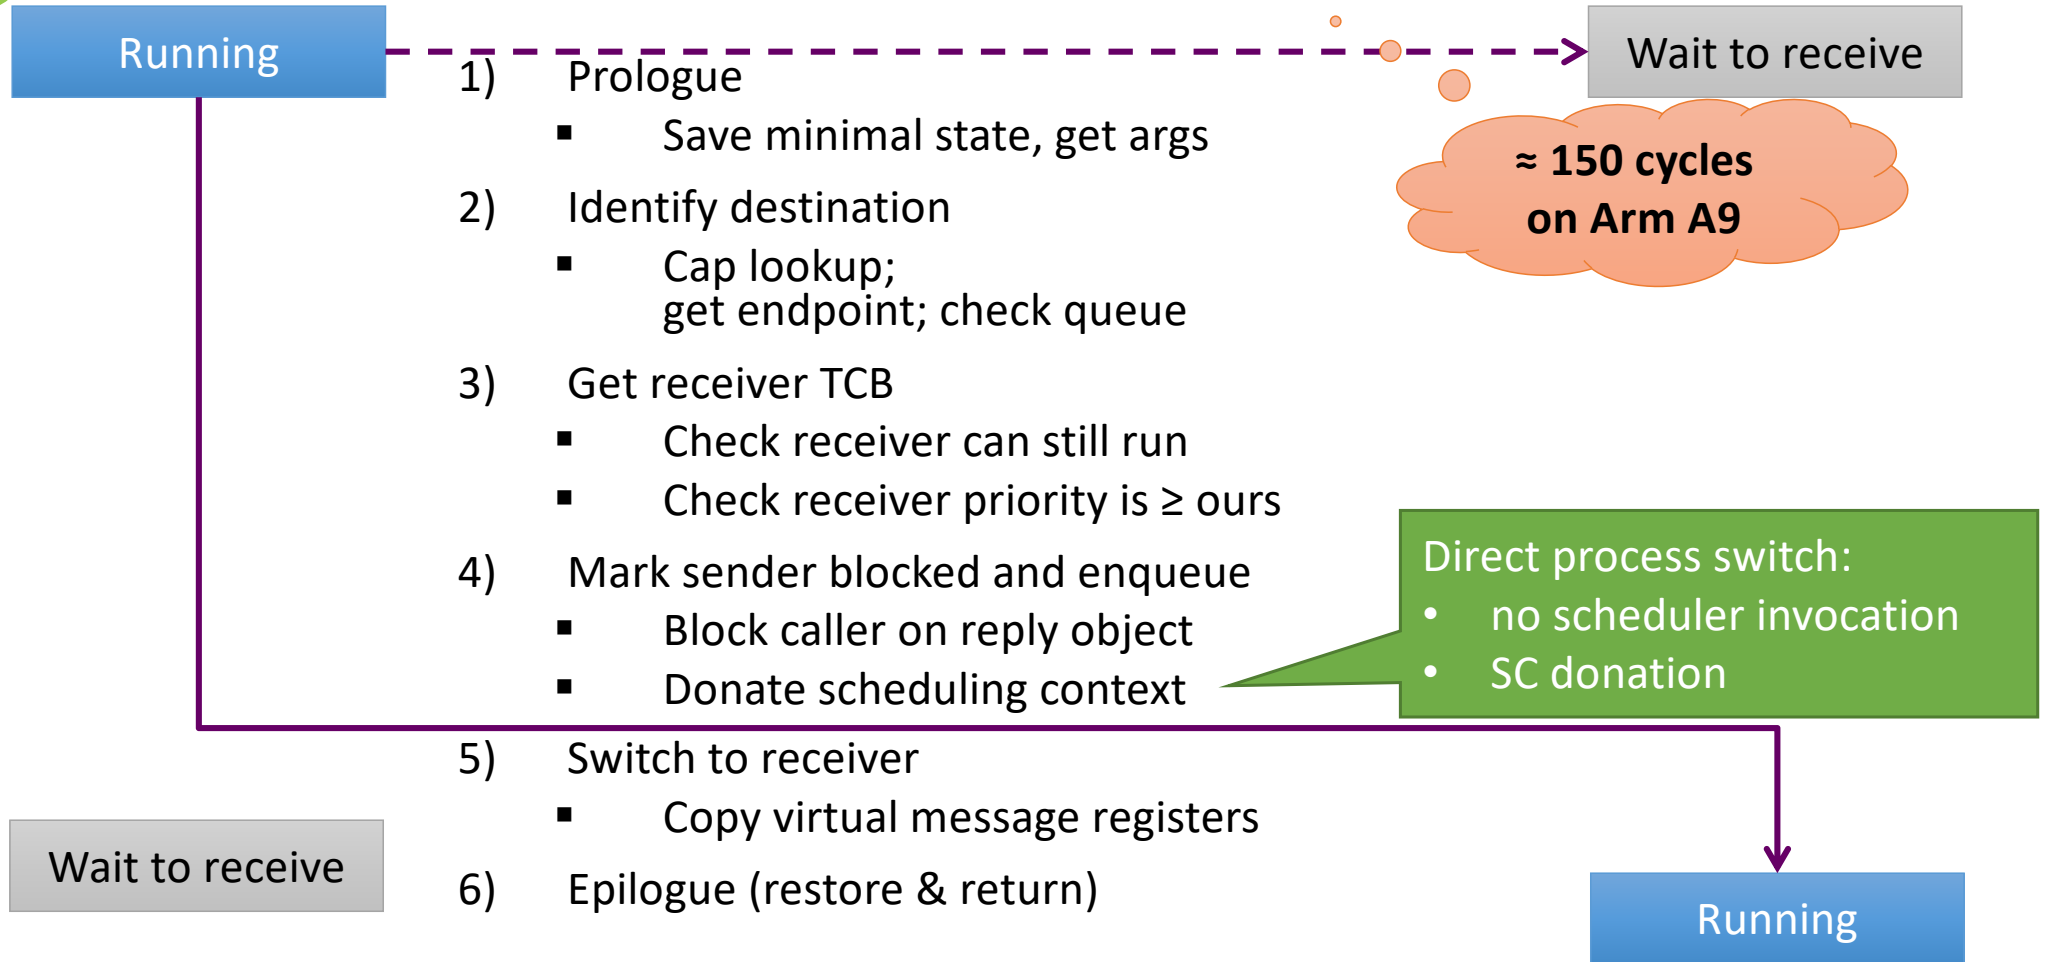 Running
Wait to receive
1) Prologue
▪ Save minimal state, get args
≈ 150 cycles
on Arm A9
2) Identify destination
▪ Cap lookup;
get endpoint; check queue
3) Get receiver TCB
▪ Check receiver can still run
▪ Check receiver priority is ≥ ours
4) Mark sender blocked and enqueue
▪ Block caller on reply object
▪ Donate scheduling context
Direct process switch:
• no scheduler invocation
• SC donation
5) Switch to receiver
▪ Copy virtual message registers
Wait to receive
6) Epilogue (restore & return)
Running